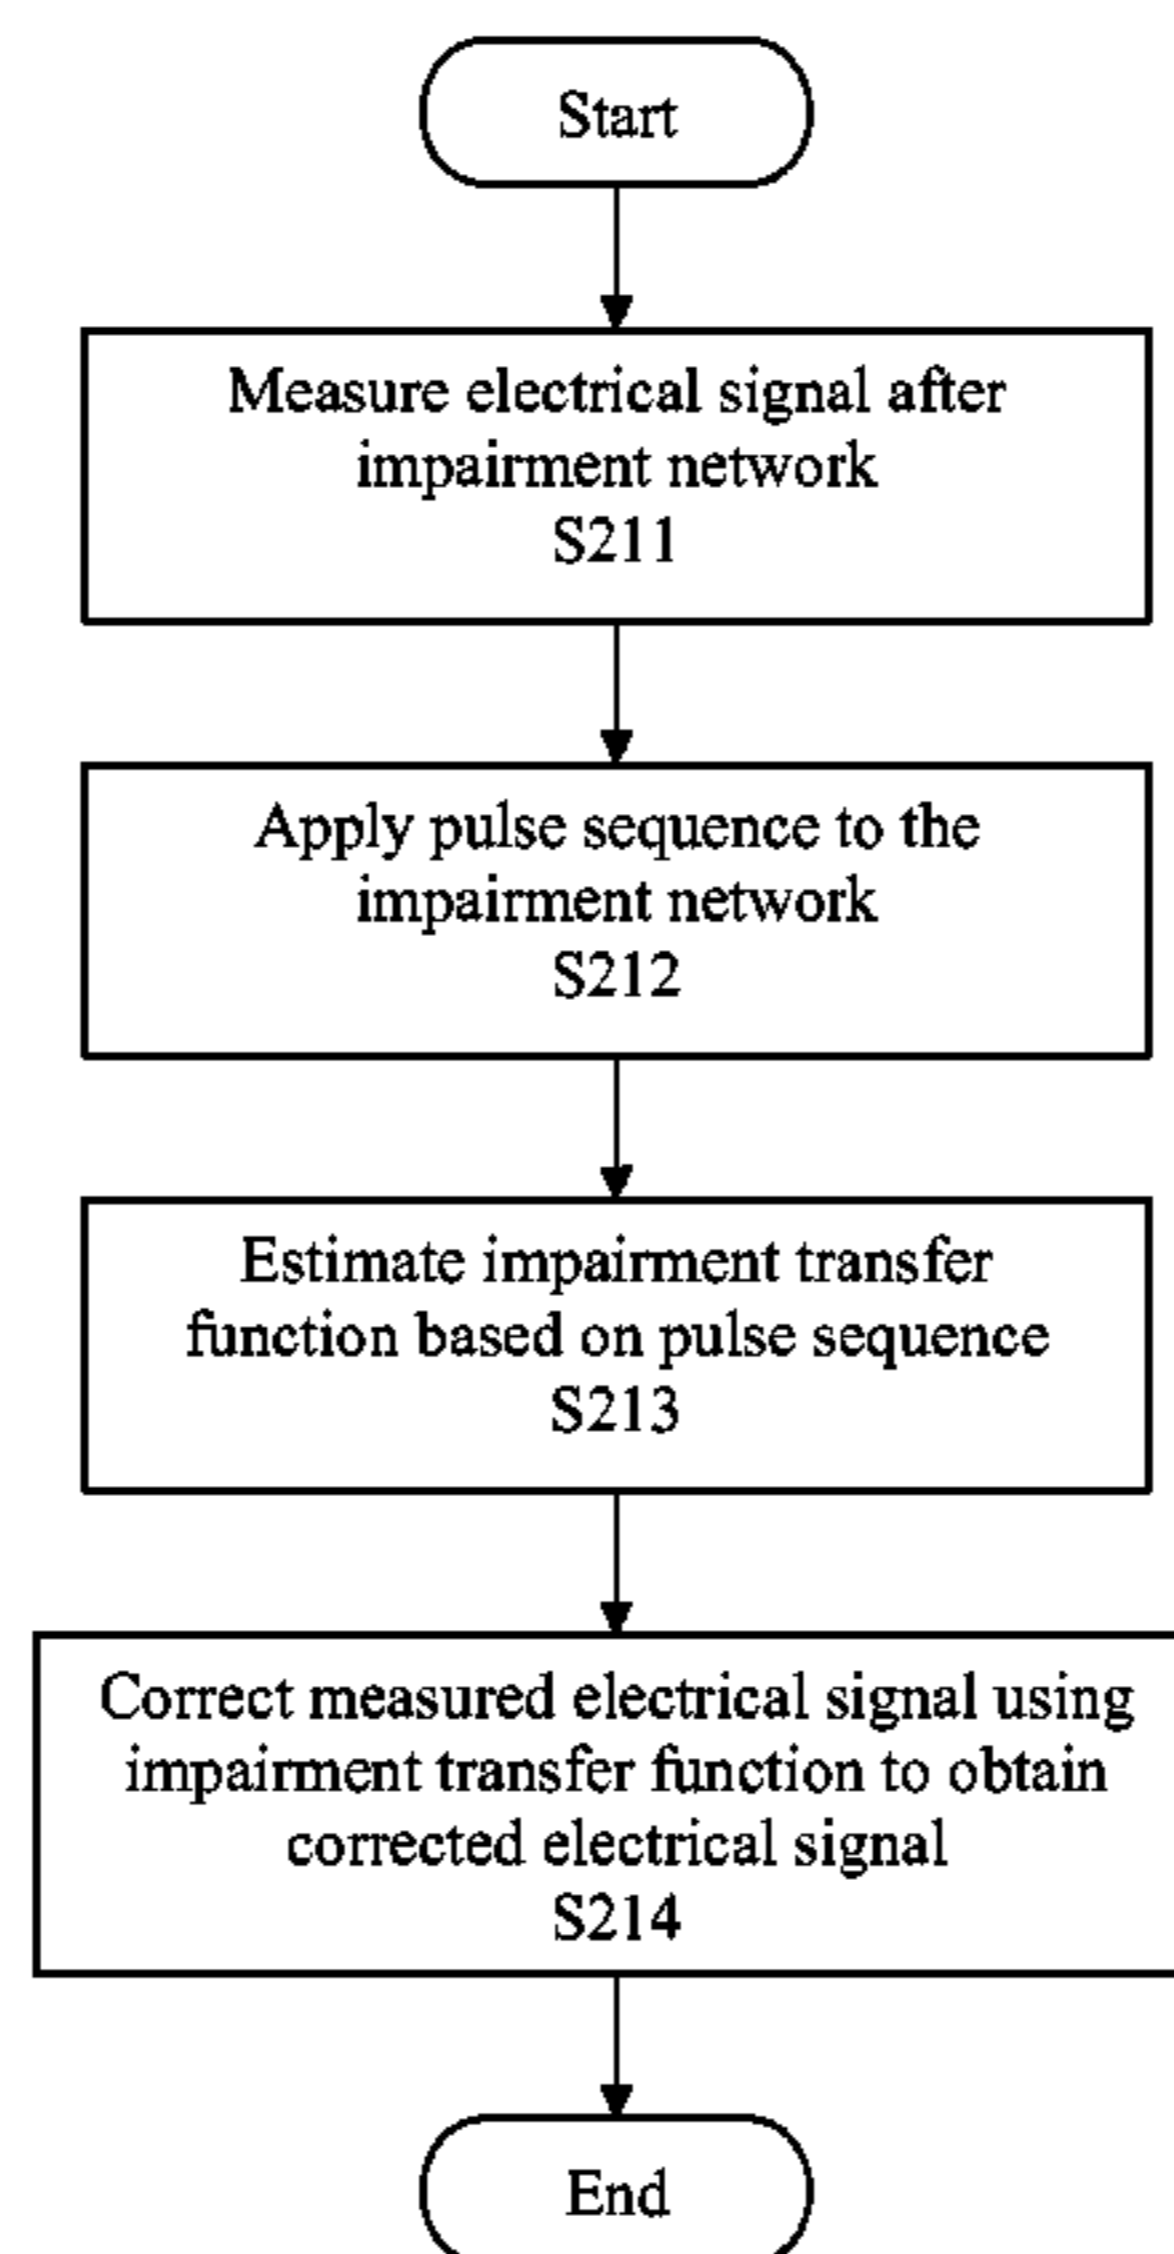 Start
Measure electrical signal after
impairment network
S211
Apply pulse sequence to the
impairment network
S212
Estimate impairment transfer
function based on pulse sequence
S213
Correct measured electrical signal using
impairment transfer function to obtain
corrected electrical signal
S214
End